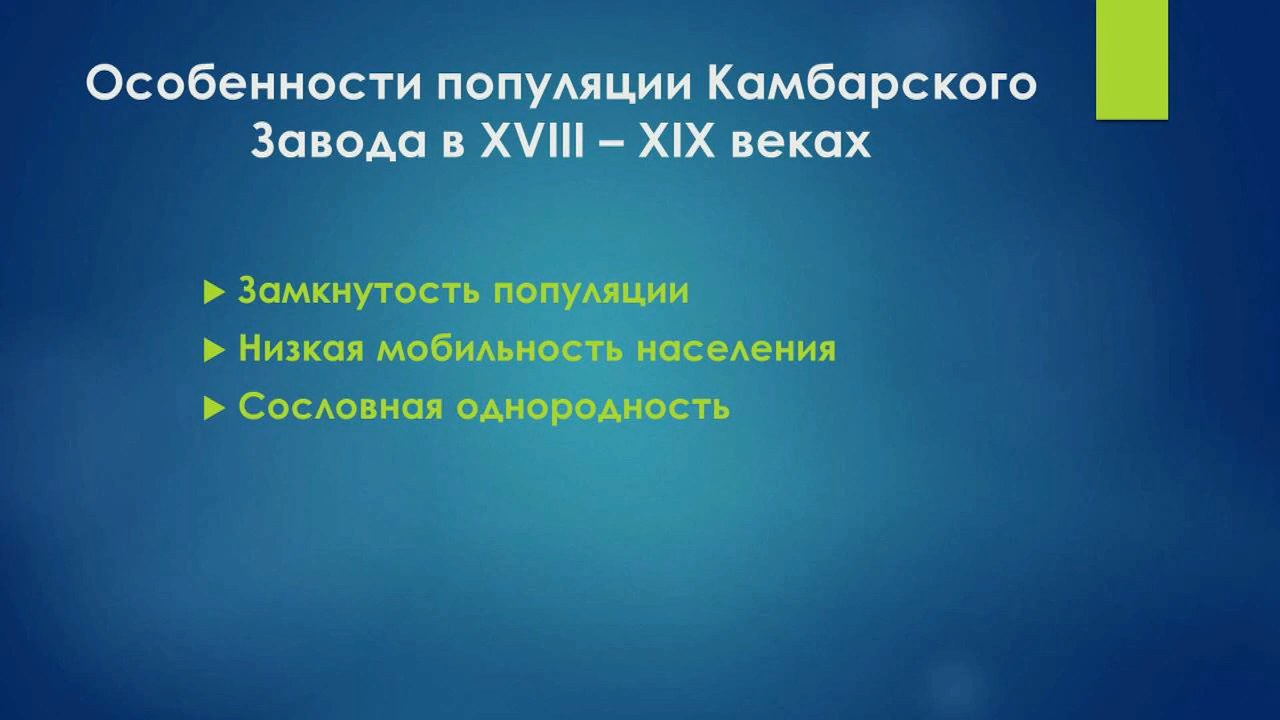 Особенности популяции Камбарского
Завода в XVIII – XIX веках
Замкнутость популяции
Низкая мобильность населения
Сословная однородность